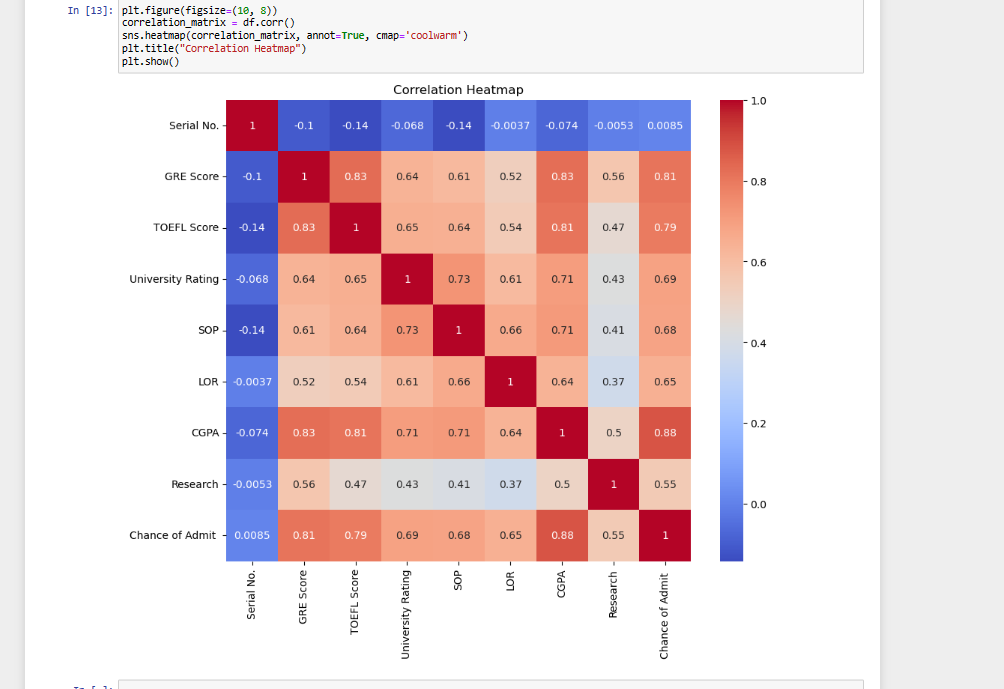 In [13]: plt.figure(figsize=(10, 8))
correlation_matrix = df.corr()
sns.heatmap(correlation_matrix, annot=True, cmap='coolwarm')
plt.title("Correlation Heatmap")
plt.show()
Correlation Heatmap
Serial No. 1 -0.1 -0.14 -0.068 -0.14 -0.0037 -0.074 -0.0053 0.0085
GRE Score -0.1 1 0.83 0.64 0.61 0.52 0.83 0.56 0.81
TOEFL Score -0.14 0.83 1 0.65 0.64 0.54 0.81 0.47 0.79
University Rating -0.068 0.64 0.65 1 0.73 0.61 0.71 0.43 0.69
SOP -0.14 0.61 0.64 0.73 1 0.66 0.71 0.41 0.68
LOR -0.0037 0.52 0.54 0.61 0.66 1 0.64 0.37 0.65
CGPA -0.074 0.83 0.81 0.71 0.71 0.64 1 0.5 0.88
Research -0.0053 0.56 0.47 0.43 0.41 0.37 0.5 1 0.55
Chance of Admit 0.0085 0.81 0.79 0.69 0.68 0.65 0.88 0.55 1
Serial No.
GRE Score
TOEFL Score
University Rating
SOP
LOR
CGPA
Research
Chance of Admit
1.0
0.8
0.6
0.4
0.2
0.0